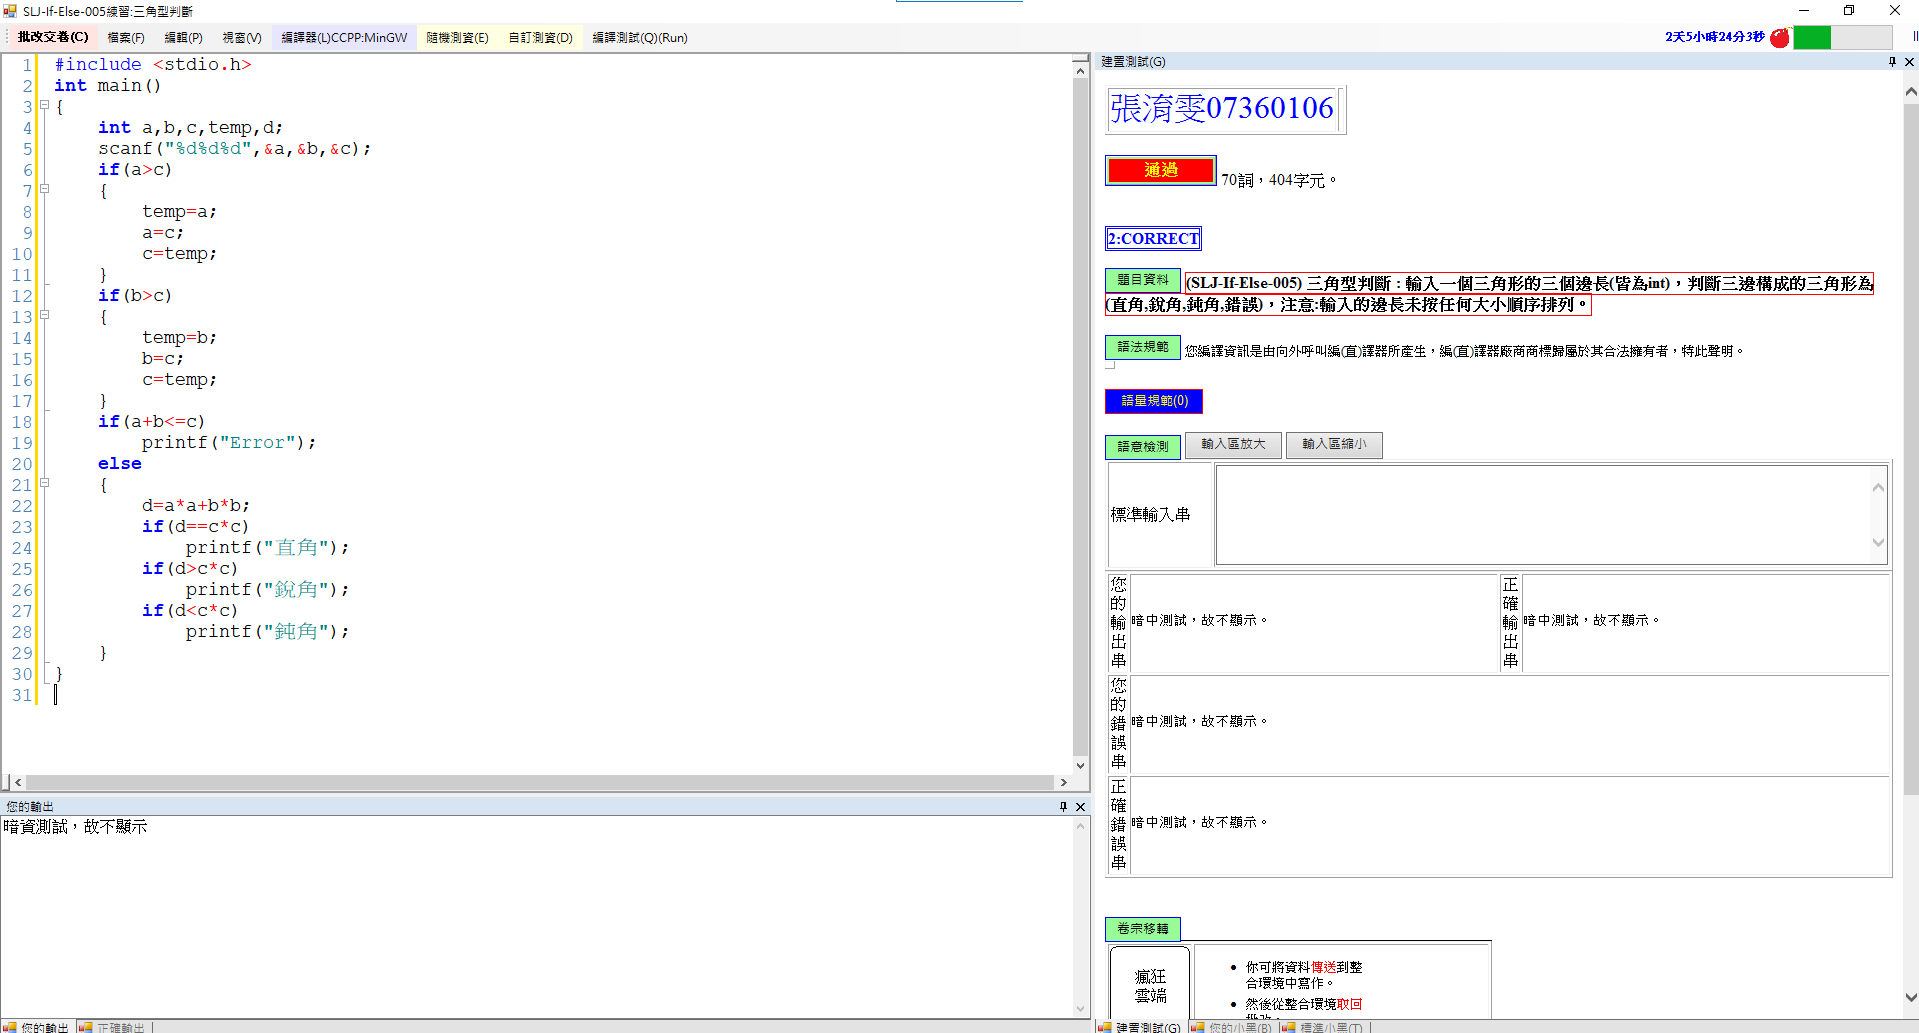 SLJ-If-Else-005練習:三角型判斷
批改交卷(C) 檔案(F) 編輯(P) 視窗(V) 編譯器(L)CCPP:MinGW 隨機測資(E) 自訂測資(D) 編譯測試(Q)(Run) 2天5小時24分3秒
1 #include <stdio.h>
2 int main()
3 {
4 int a,b,c,temp,d;
5 scanf("%d%d%d",&a,&b,&c);
6 if(a>c)
7 {
8 temp=a;
9 a=c;
10 c=temp;
11 }
12 if(b>c)
13 {
14 temp=b;
15 b=c;
16 c=temp;
17 }
18 if(a+b<=c)
19 printf("Error");
20 else
21 {
22 d=a*a+b*b;
23 if(d==c*c)
24 printf("直角");
25 if(d>c*c)
26 printf("銳角");
27 if(d<c*c)
28 printf("鈍角");
29 }
30 }
31
您的輸出
暗資測試，故不顯示
您的輸出 正確輸出
建置測試(G)
張淯雯07360106
通過 70詞，404字元。
2:CORRECT
題目資料 (SLJ-If-Else-005) 三角型判斷 : 輸入一個三角形的三個邊長(皆為int)，判斷三邊構成的三角形為
(直角,銳角,鈍角,錯誤)，注意:輸入的邊長未按任何大小順序排列。
語法規範 您編譯資訊是由向外呼叫編(直)譯器所產生，編(直)譯器廠商商標歸屬於其合法擁有者，特此聲明。
語量規範(0)
語意檢測 輸入區放大 輸入區縮小
標準輸入串
您的輸出串 暗中測試，故不顯示。 正確輸出串 暗中測試，故不顯示。
您的錯誤串 暗中測試，故不顯示。
正確錯誤串 暗中測試，故不顯示。
卷宗移轉
瘋狂
雲端
• 你可將資料傳送到整
合環境中寫作。
• 然後從整合環境取回
建置測試(G) 您的小黑(B) 標準小黑(T)